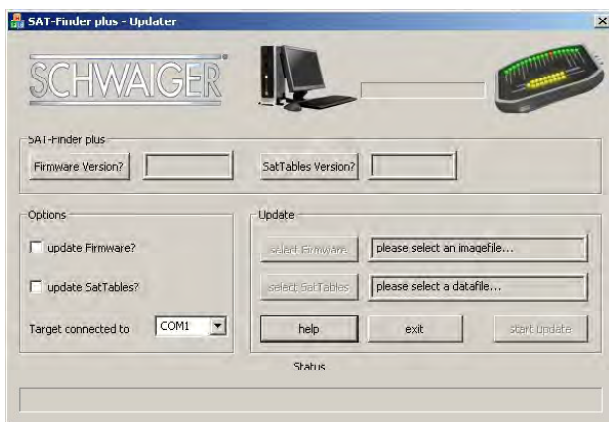 SAT-Finder plus - Updater
SCHWAIGER
SAT-Finder plus
Firmware Version?
SatTables Version?
Options
Update
update Firmware?
select Firmware
please select an imagefile...
update SatTables?
select SatTables
please select a datafile...
Target connected to
COM1
help
exit
start update
Status